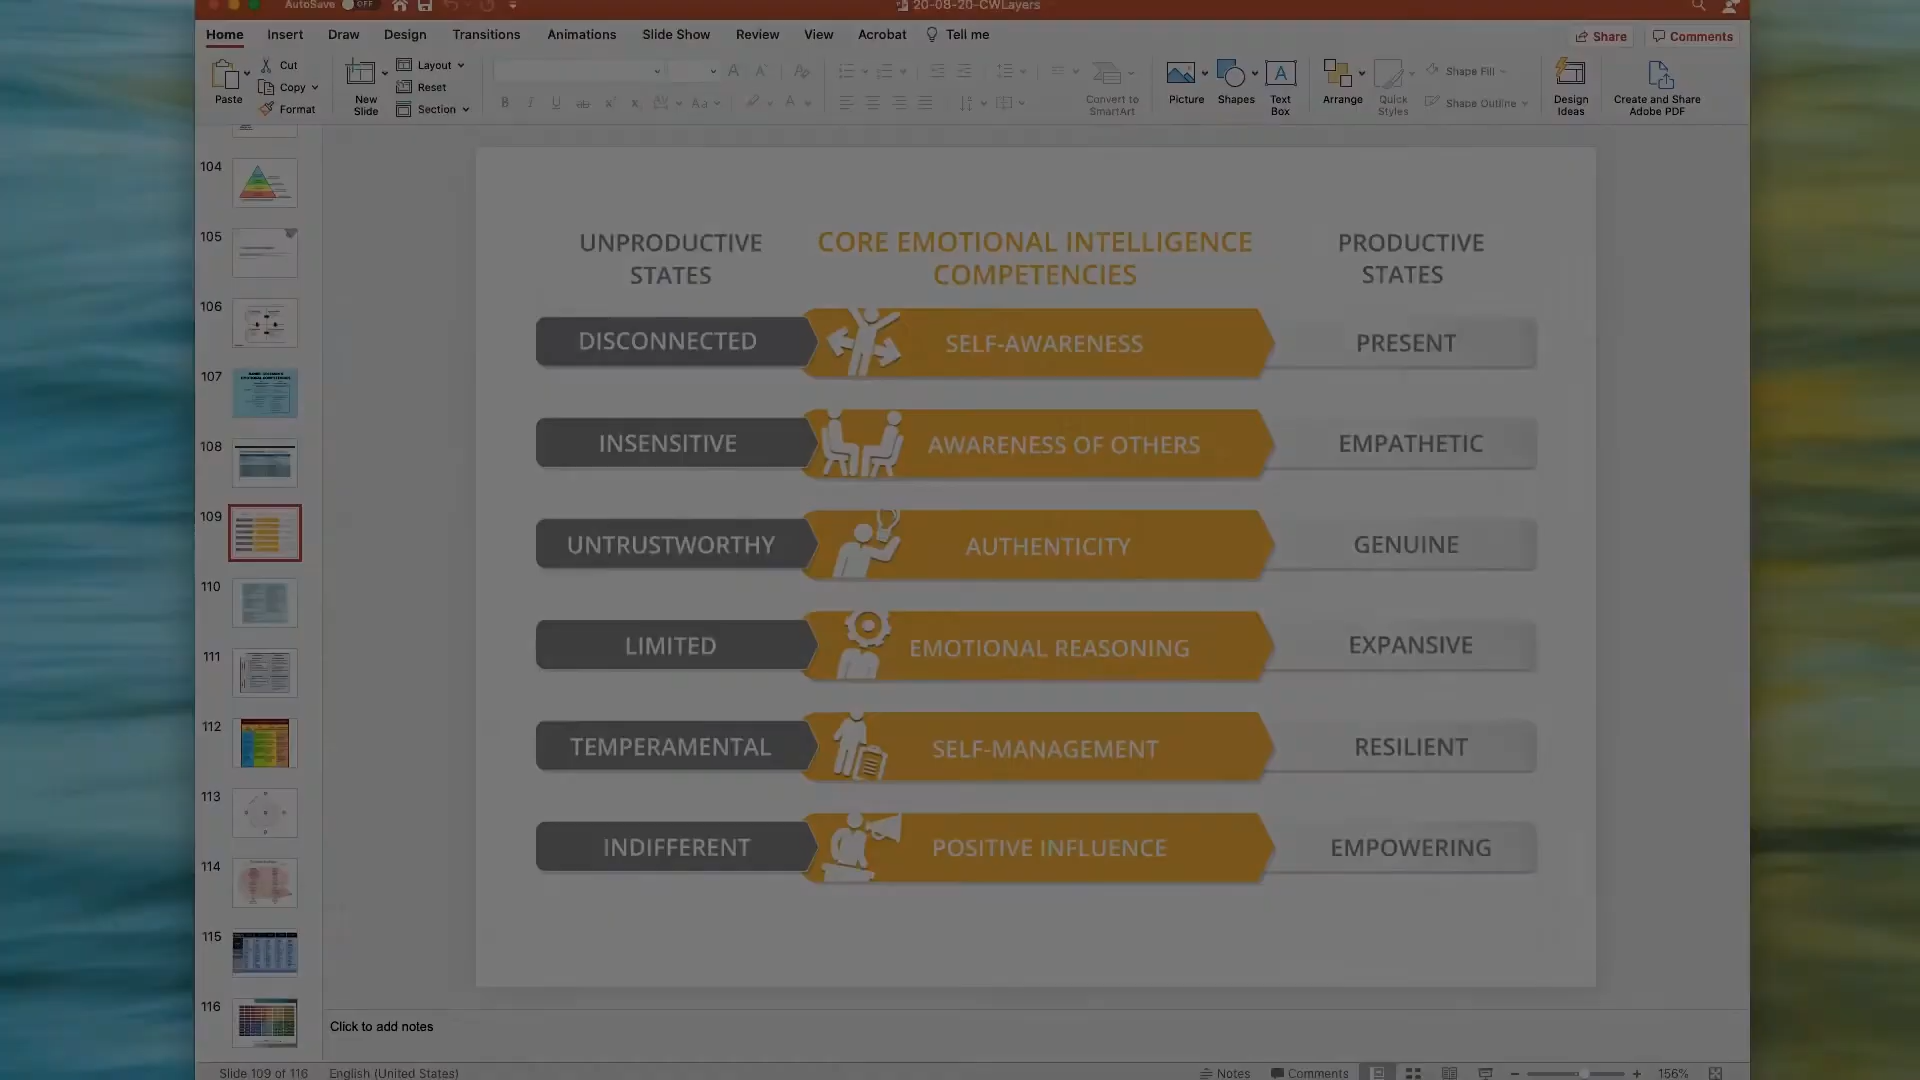 AutoSave OFF
20-08-20-CWLayers
Home Insert Draw Design Transitions Animations Slide Show Review View Acrobat Tell me
Share Comments
Paste
Cut
Copy
Format
New
Slide
Layout
Reset
Section
Convert to
SmartArt
Picture
Shapes
Text
Box
Arrange
Quick
Styles
Shape Fill
Shape Outline
Design
Ideas
Create and Share
Adobe PDF
104
105
106
107
108
109
110
111
112
113
114
115
116
UNPRODUCTIVE
STATES
CORE EMOTIONAL INTELLIGENCE
COMPETENCIES
PRODUCTIVE
STATES
DISCONNECTED SELF-AWARENESS PRESENT
INSENSITIVE AWARENESS OF OTHERS EMPATHETIC
UNTRUSTWORTHY AUTHENTICITY GENUINE
LIMITED EMOTIONAL REASONING EXPANSIVE
TEMPERAMENTAL SELF-MANAGEMENT RESILIENT
INDIFFERENT POSITIVE INFLUENCE EMPOWERING
Click to add notes
Slide 109 of 116 English (United States) Notes Comments 156%